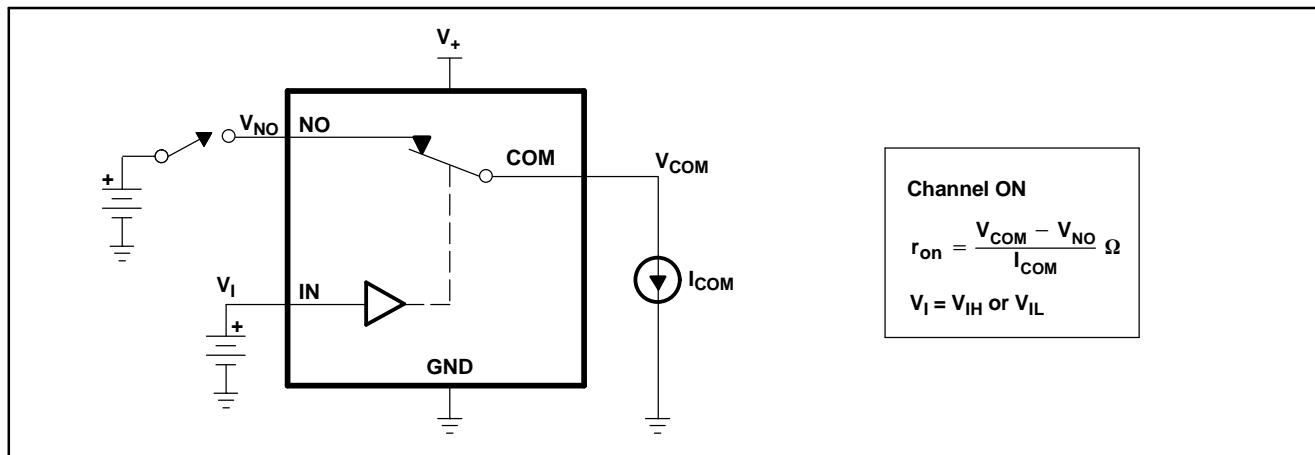 V+
VNO NO
COM VCOM
+
VI IN
+
ICOM
GND
Channel ON
ron = VCOM − VNO / ICOM Ω
VI = VIH or VIL